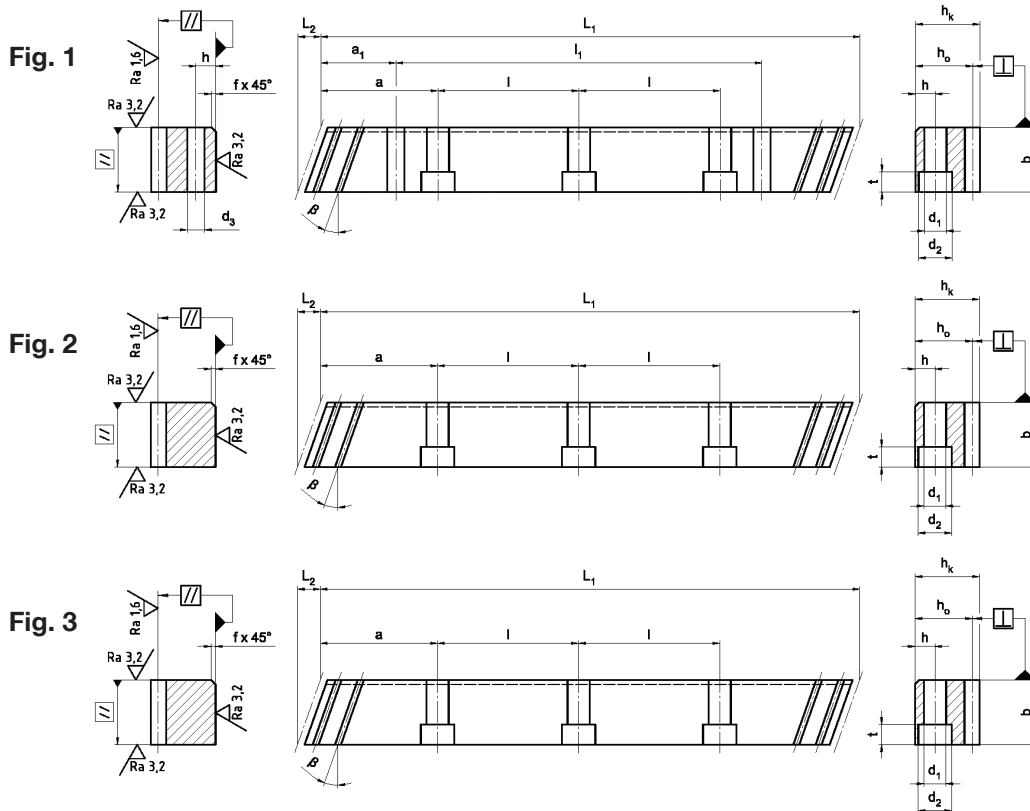 Fig. 1
L₂
L₁
a₁
l₁
a
l
l
β
//
Ra 1,6
h
f x 45°
Ra 3,2
Ra 3,2
//
Ra 3,2
d₃
hₖ
hₒ
h
t
b
d₁
d₂
Fig. 2
L₂
L₁
a
l
l
β
//
Ra 1,6
f x 45°
Ra 3,2
Ra 3,2
//
Ra 3,2
hₖ
hₒ
h
t
b
d₁
d₂
Fig. 3
L₂
L₁
a
l
l
β
//
Ra 1,6
f x 45°
Ra 3,2
Ra 3,2
//
Ra 3,2
hₖ
hₒ
h
t
b
d₁
d₂